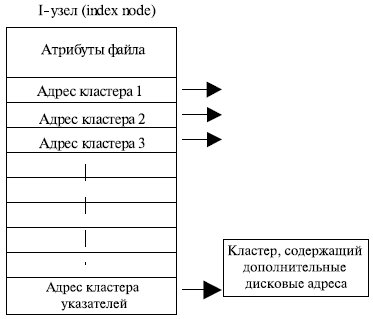 I-узел (index node)
Атрибуты файла
Адрес кластера 1
Адрес кластера 2
Адрес кластера 3
Адрес кластера
указателей
Кластер, содержащий
дополнительные
дисковые адреса